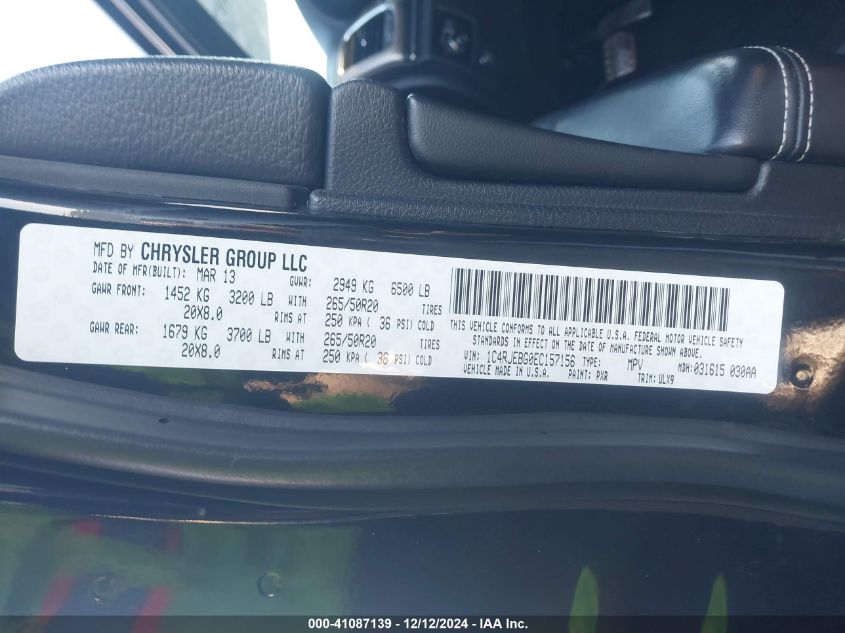 MFD BY CHRYSLER GROUP LLC
DATE OF MFR(BUILT): MAR 13 GVWR: 2949 KG 6500 LB
GAWR FRONT: 1452 KG 3200 LB WITH 265/50R20 TIRES
20X8.0 RIMS AT 250 KPA ( 36 PSI) COLD
GAWR REAR: 1679 KG 3700 LB WITH 265/50R20 TIRES
20X8.0 RIMS AT 250 KPA ( 36 PSI) COLD
THIS VEHICLE CONFORMS TO ALL APPLICABLE U.S.A. FEDERAL MOTOR VEHICLE SAFETY
STANDARDS IN EFFECT ON THE DATE OF MANUFACTURE SHOWN ABOVE.
VIN: 1C4RJEBG0EC157156 TYPE: MPV MDH: 031615 030AA
VEHICLE MADE IN U.S.A. PAINT: PXR TRIM: ULX9
000-41087139 - 12/12/2024 - IAA Inc.